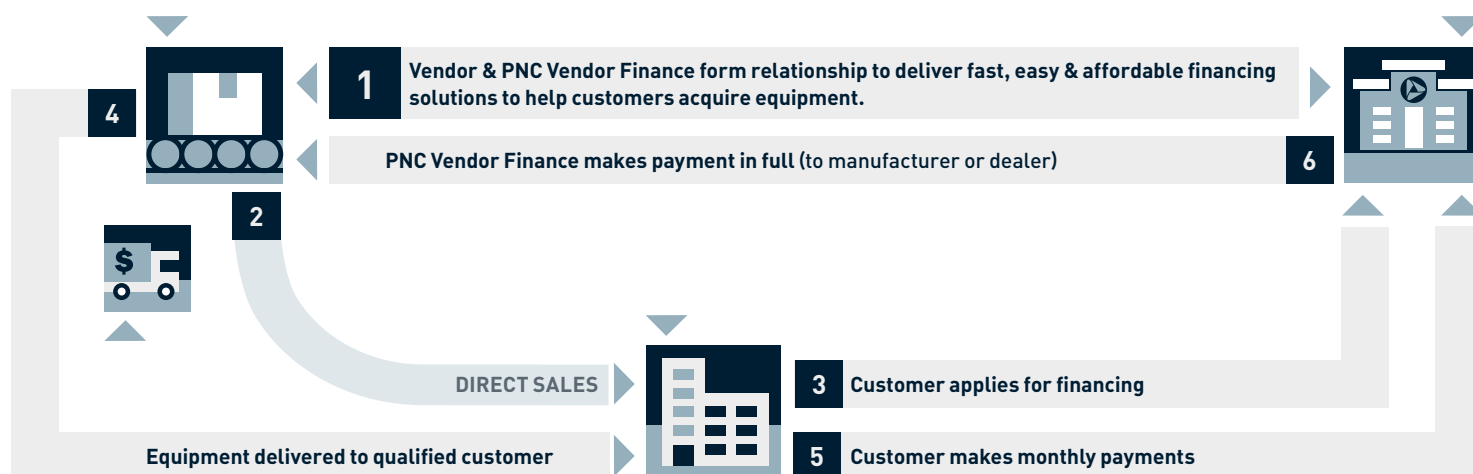 1
Vendor & PNC Vendor Finance form relationship to deliver fast, easy & affordable financing
solutions to help customers acquire equipment.
4
PNC Vendor Finance makes payment in full (to manufacturer or dealer)
6
2
$
DIRECT SALES
3 Customer applies for financing
Equipment delivered to qualified customer
5 Customer makes monthly payments